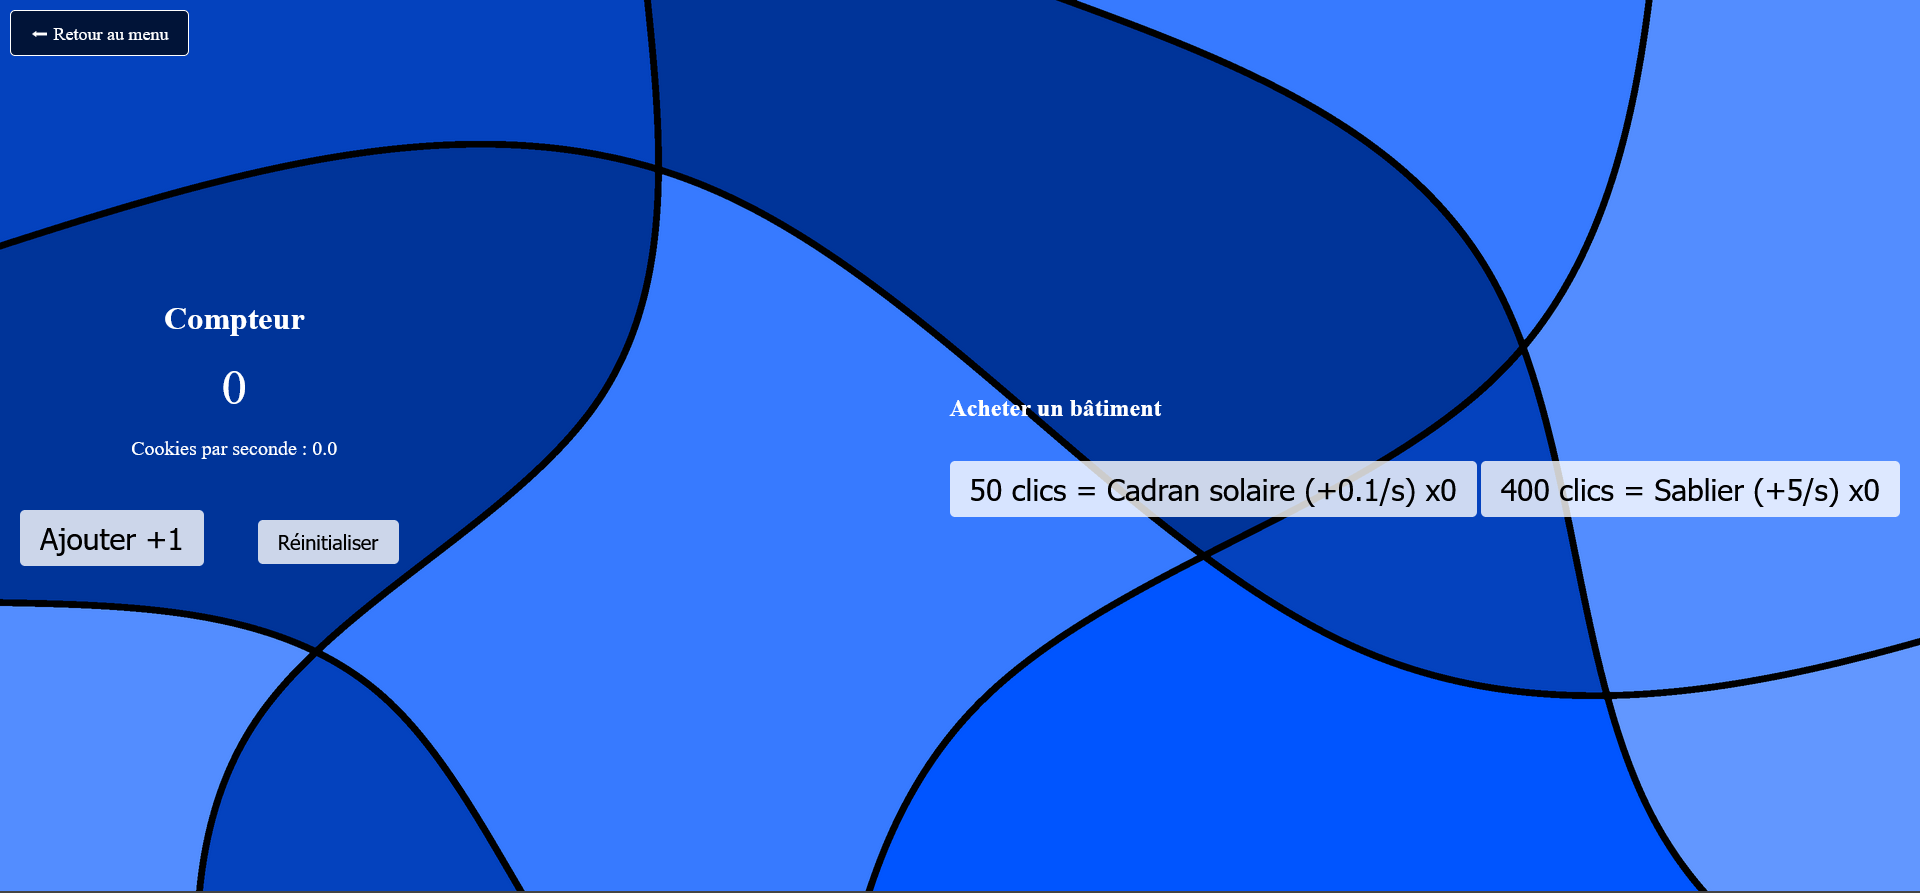 ← Retour au menu
Compteur
0
Cookies par seconde : 0.0
Ajouter +1
Réinitialiser
Acheter un bâtiment
50 clics = Cadran solaire (+0.1/s) x0
400 clics = Sablier (+5/s) x0